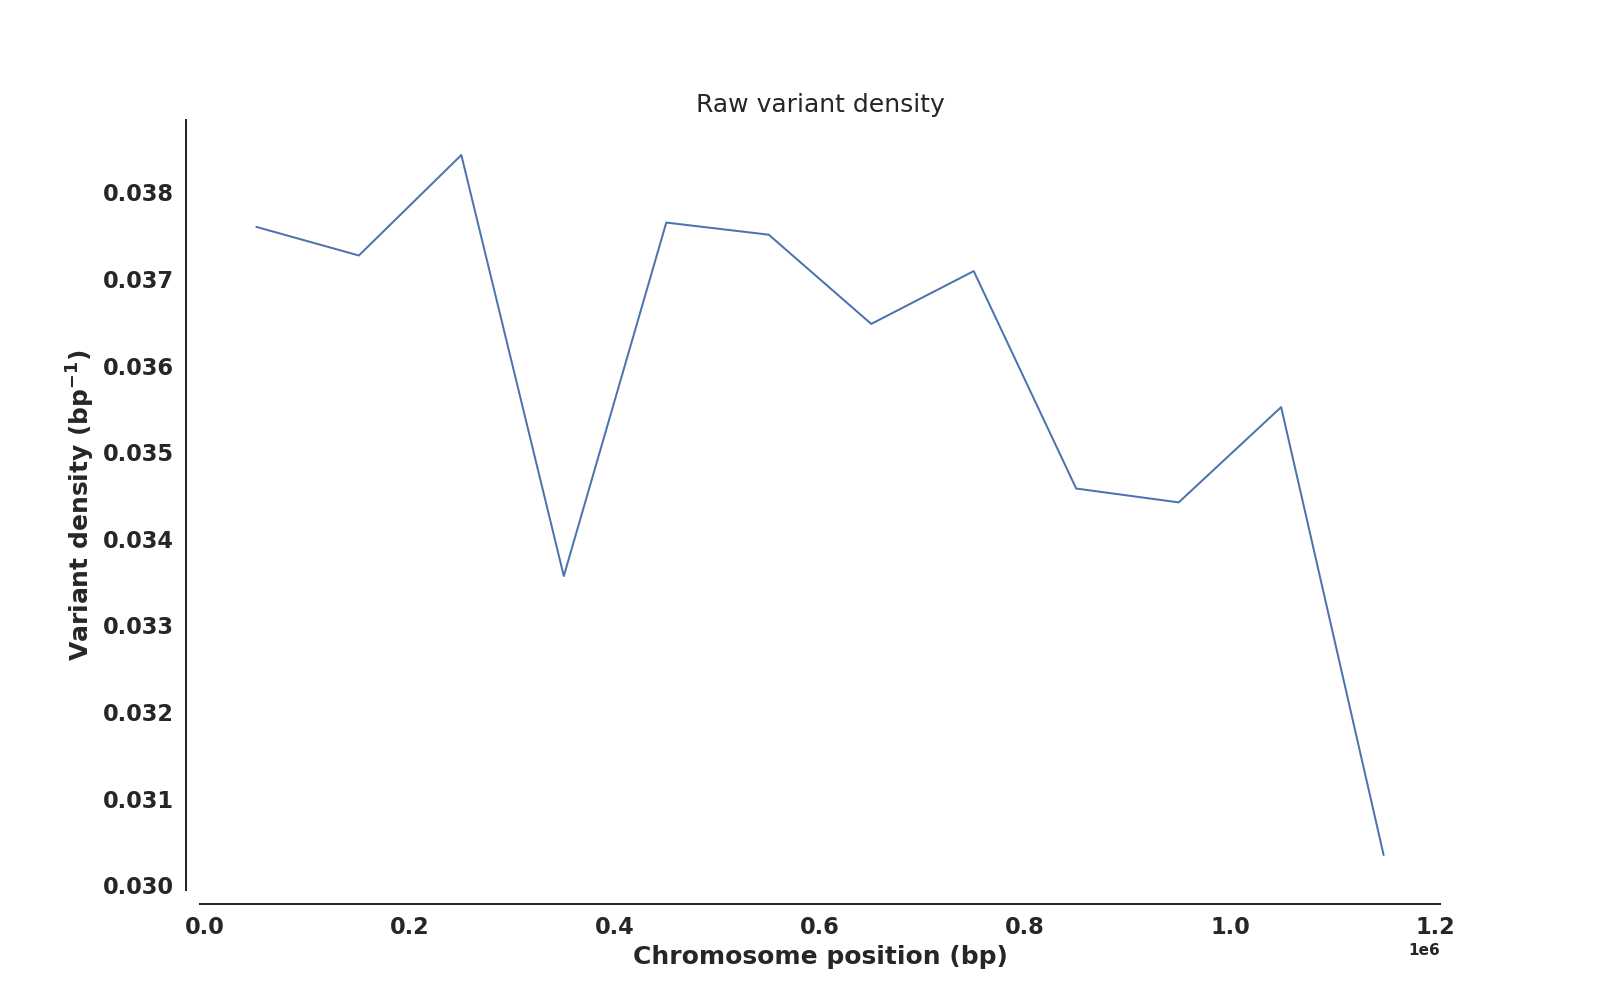 Raw variant density
Variant density (bp⁻¹)
0.038
0.037
0.036
0.035
0.034
0.033
0.032
0.031
0.030
0.0 0.2 0.4 0.6 0.8 1.0 1.2
1e6
Chromosome position (bp)